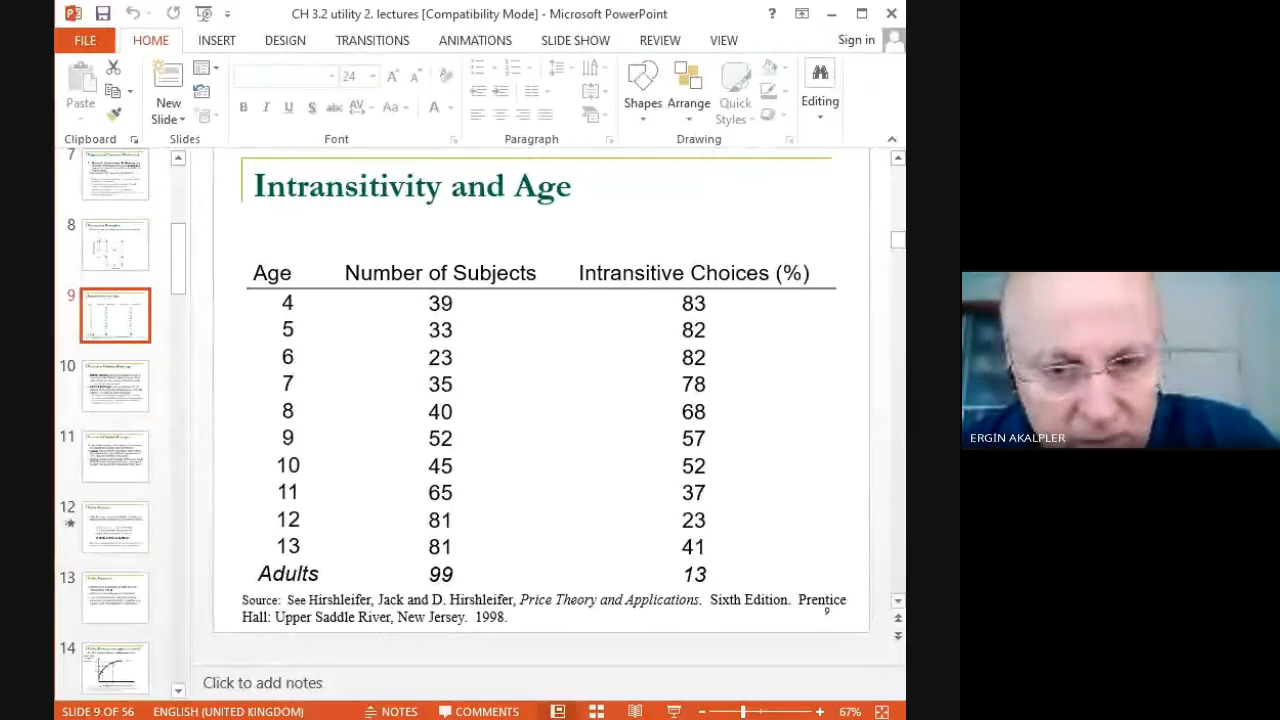 CH 3.2 utility 2. lectures [Compatibility Mode] - Microsoft PowerPoint
FILE HOME INSERT DESIGN TRANSITIONS ANIMATIONS SLIDE SHOW REVIEW VIEW Sign in
Paste
New Slide
24
B I U S abc AV Aa A
Shapes Arrange Quick Styles
Editing
Clipboard Slides Font Paragraph Drawing
7
8
9
10
11
12
13
14
Intransitivity and Age
Age Number of Subjects Intransitive Choices (%)
4 39 83
5 33 82
6 23 82
7 35 78
8 40 68
9 52 57
10 45 52
11 65 37
12 81 23
13 81 41
Adults 99 13
Source: See Hirshleifer, Jack and D. Hirshleifer, Price Theory and Applications. Sixth Edition. Prentice
Hall: Upper Saddle River, New Jersey. 1998.
9
Click to add notes
SLIDE 9 OF 56 ENGLISH (UNITED KINGDOM) NOTES COMMENTS 67%
ERGIN AKALPLER